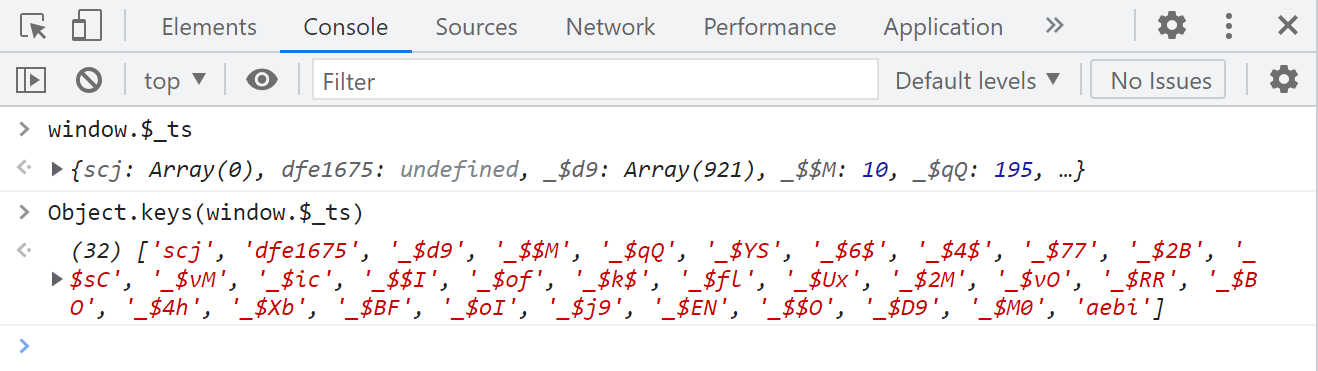 Elements Console Sources Network Performance Application
top Filter Default levels No Issues
window.$_ts
{scj: Array(0), dfe1675: undefined, _$d9: Array(921), _$$M: 10, _$qQ: 195, …}
Object.keys(window.$_ts)
(32) ['scj', 'dfe1675', '_$d9', '_$$M', '_$qQ', '_$YS', '_$6$', '_$4$', '_$77', '_$2B', '_
$sC', '_$vM', '_$ic', '_$$I', '_$of', '_$k$', '_$fl', '_$Ux', '_$2M', '_$vO', '_$RR', '_$B
O', '_$4h', '_$Xb', '_$BF', '_$oI', '_$j9', '_$EN', '_$$O', '_$D9', '_$M0', 'aebi']